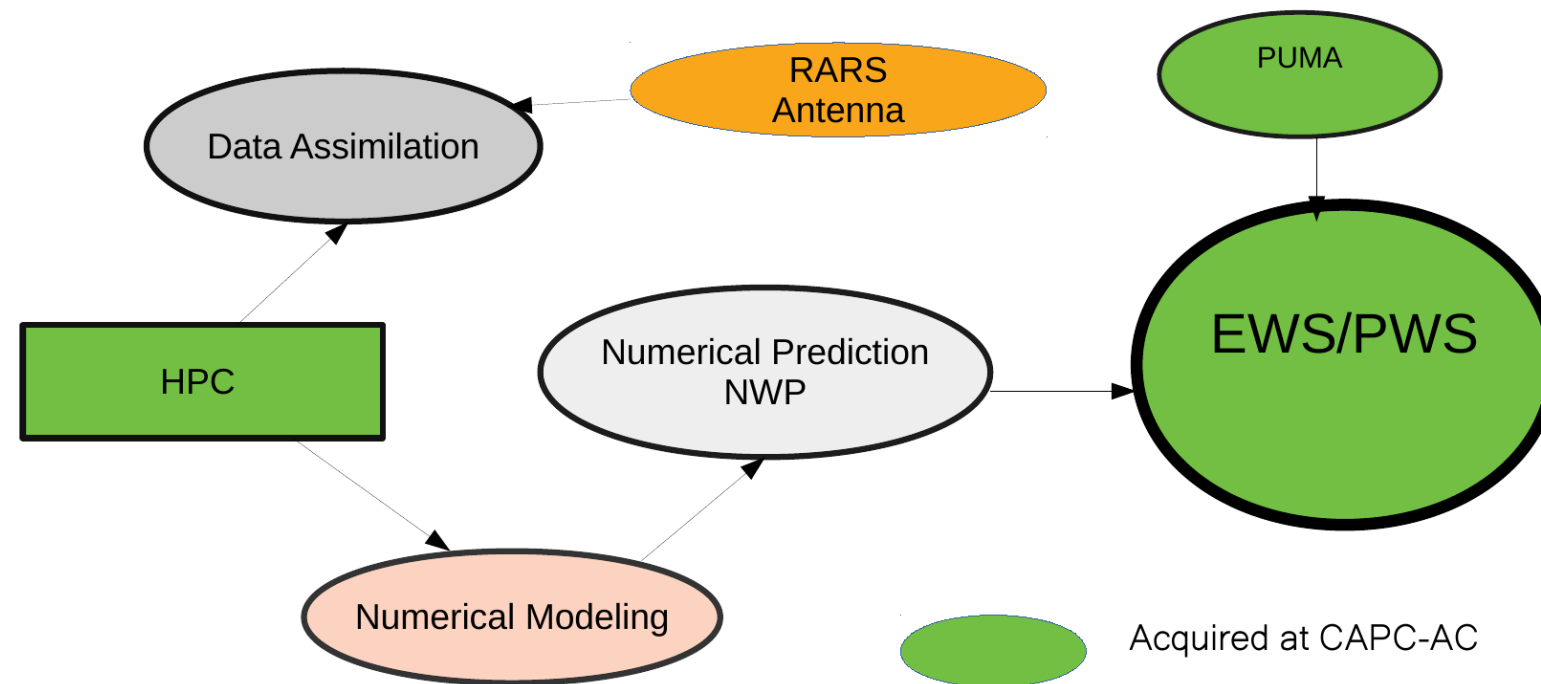 RARS
Antenna
PUMA
Data Assimilation
HPC
Numerical Prediction
NWP
EWS/PWS
Numerical Modeling
Acquired at CAPC-AC